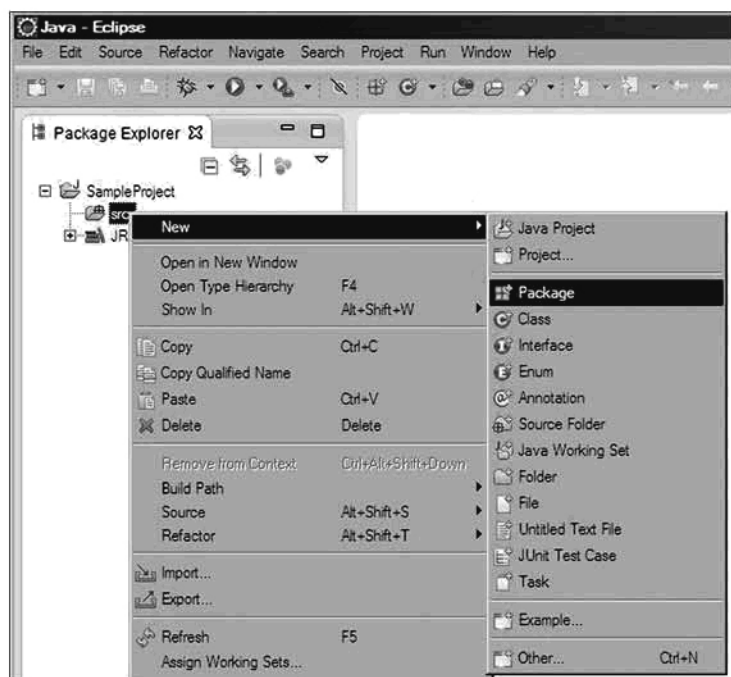 Java - Eclipse
File Edit Source Refactor Navigate Search Project Run Window Help
Package Explorer
SampleProject
src
JR
New
Open in New Window
Open Type Hierarchy F4
Show In Alt+Shift+W
Copy Ctrl+C
Copy Qualified Name
Paste Ctrl+V
Delete Delete
Remove from Context Ctrl+Alt+Shift+Down
Build Path
Source Alt+Shift+S
Refactor Alt+Shift+T
Import...
Export...
Refresh F5
Assign Working Sets...
Java Project
Project...
Package
Class
Interface
Enum
Annotation
Source Folder
Java Working Set
Folder
File
Untitled Text File
JUnit Test Case
Task
Example...
Other... Ctrl+N